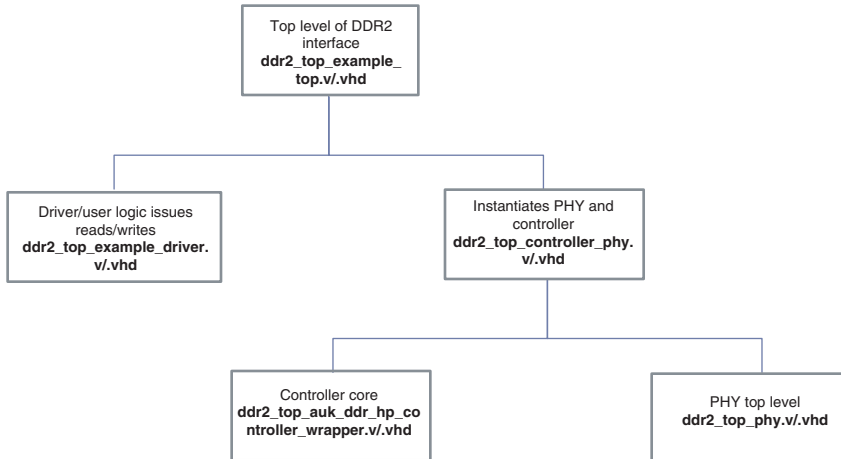 Top level of DDR2
interface
ddr2_top_example_
top.v/.vhd
Driver/user logic issues
reads/writes
ddr2_top_example_driver.
v/.vhd
Instantiates PHY and
controller
ddr2_top_controller_phy.
v/.vhd
Controller core
ddr2_top_auk_ddr_hp_co
ntroller_wrapper.v/.vhd
PHY top level
ddr2_top_phy.v/.vhd